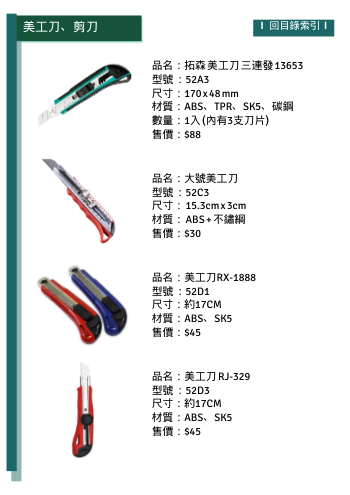 美工刀、剪刀
I 回目錄索引 I
品名：拓森美工刀三連發13653
型號：52A3
尺寸：170x48mm
材質：ABS、TPR、SK5、碳鋼
數量：1入(內有3支刀片)
售價：$88
品名：大號美工刀
型號：52C3
尺寸：15.3cmx3cm
材質：ABS+不鏽鋼
售價：$30
品名：美工刀RX-1888
型號：52D1
尺寸：約17CM
材質：ABS、SK5
售價：$45
品名：美工刀RJ-329
型號：52D3
尺寸：約17CM
材質：ABS、SK5
售價：$45